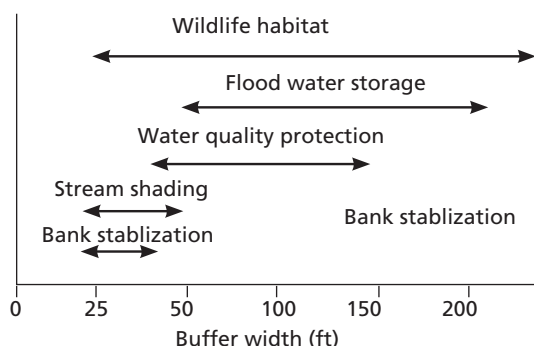 Wildlife habitat
Flood water storage
Water quality protection
Stream shading
Bank stablization
Bank stablization
0 25 50 100 150 200
Buffer width (ft)